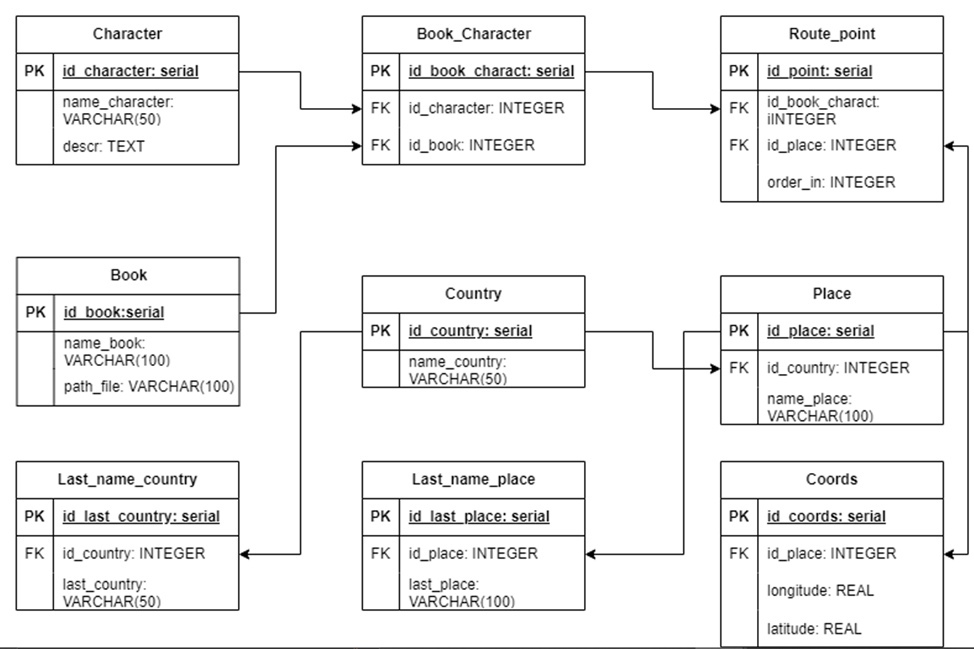 Character
PK id_character: serial
name_character:
VARCHAR(50)
descr: TEXT
Book_Character
PK id_book_charact: serial
FK id_character: INTEGER
FK id_book: INTEGER
Route_point
PK id_point: serial
FK id_book_charact:
iINTEGER
FK id_place: INTEGER
order_in: INTEGER
Book
PK id_book:serial
name_book:
VARCHAR(100)
path_file: VARCHAR(100)
Country
PK id_country: serial
name_country:
VARCHAR(50)
Place
PK id_place: serial
FK id_country: INTEGER
name_place:
VARCHAR(100)
Last_name_country
PK id_last_country: serial
FK id_country: INTEGER
last_country:
VARCHAR(50)
Last_name_place
PK id_last_place: serial
FK id_place: INTEGER
last_place:
VARCHAR(100)
Coords
PK id_coords: serial
FK id_place: INTEGER
longitude: REAL
latitude: REAL